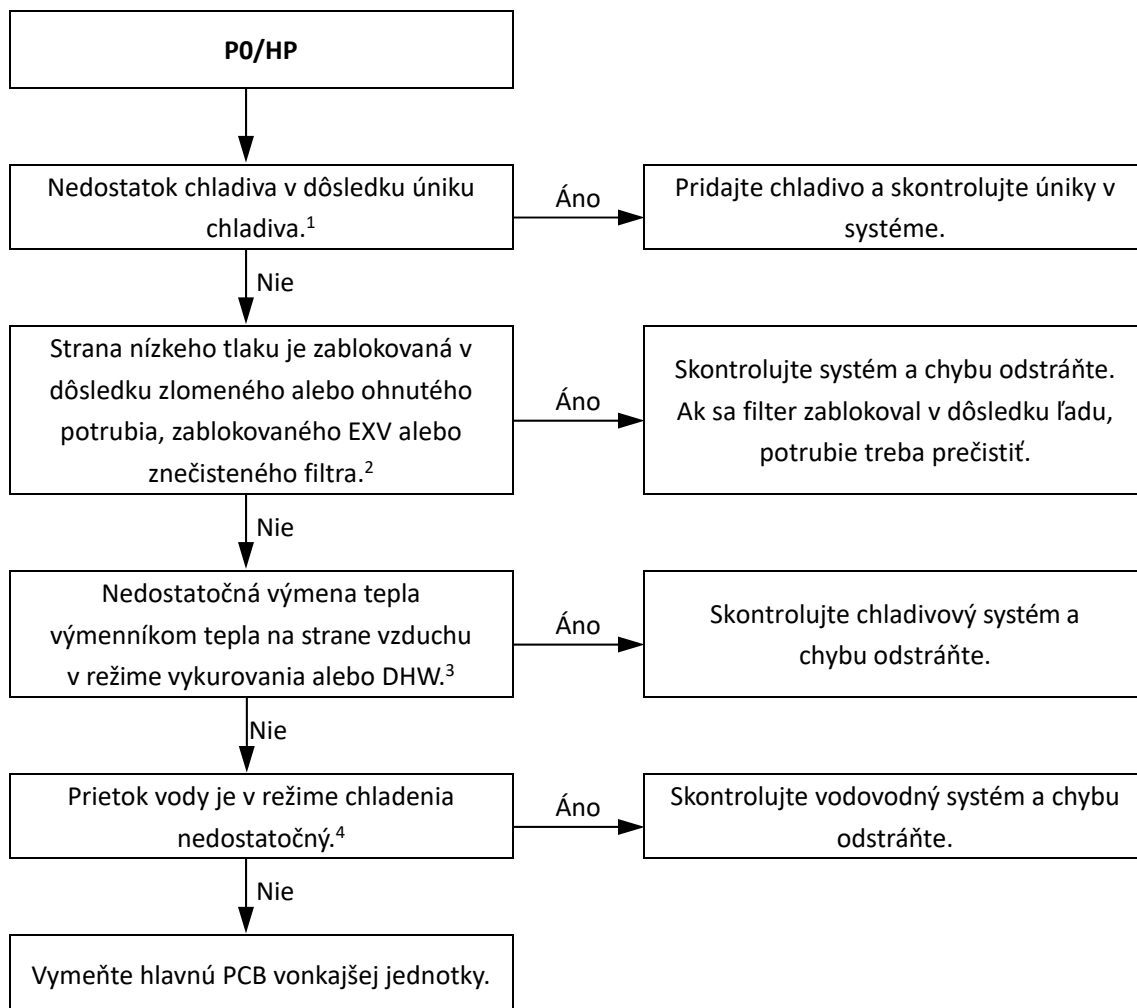 P0/HP
Nedostatok chladiva v dôsledku úniku
chladiva.¹
Áno
Pridajte chladivo a skontrolujte úniky v
systéme.
Nie
Strana nízkeho tlaku je zablokovaná v
dôsledku zlomeného alebo ohnutého
potrubia, zablokovaného EXV alebo
znečisteného filtra.²
Áno
Skontrolujte systém a chybu odstráňte.
Ak sa filter zablokoval v dôsledku ľadu,
potrubie treba prečistiť.
Nie
Nedostatočná výmena tepla
výmenníkom tepla na strane vzduchu
v režime vykurovania alebo DHW.³
Áno
Skontrolujte chladivový systém a
chybu odstráňte.
Nie
Prietok vody je v režime chladenia
nedostatočný.⁴
Áno
Skontrolujte vodovodný systém a chybu
odstráňte.
Nie
Vymeňte hlavnú PCB vonkajšej jednotky.